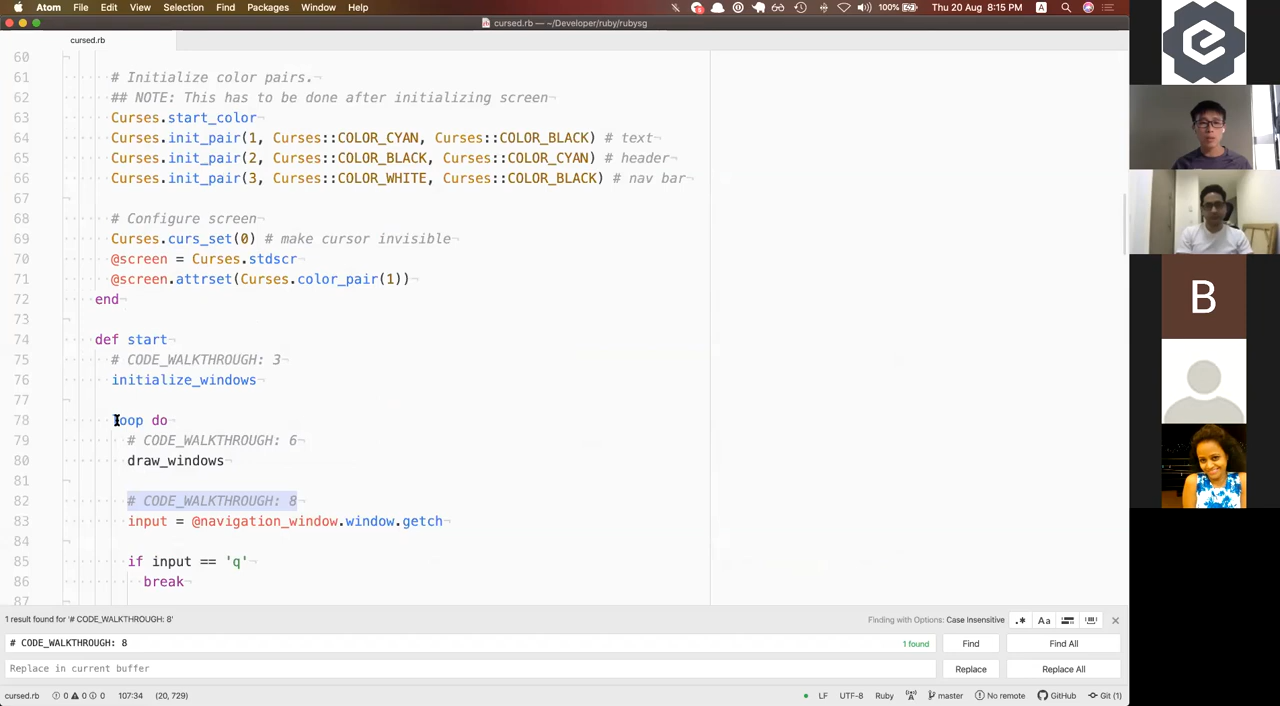 Atom File Edit View Selection Find Packages Window Help
100% Thu 20 Aug 8:15 PM A
cursed.rb — ~/Developer/ruby/rubysg
cursed.rb
60
61 # Initialize color pairs.
62 ## NOTE: This has to be done after initializing screen
63 Curses.start_color
64 Curses.init_pair(1, Curses::COLOR_CYAN, Curses::COLOR_BLACK) # text
65 Curses.init_pair(2, Curses::COLOR_BLACK, Curses::COLOR_CYAN) # header
66 Curses.init_pair(3, Curses::COLOR_WHITE, Curses::COLOR_BLACK) # nav bar
67
68 # Configure screen
69 Curses.curs_set(0) # make cursor invisible
70 @screen = Curses.stdscr
71 @screen.attrset(Curses.color_pair(1))
72 end
73
74 def start
75 # CODE_WALKTHROUGH: 3
76 initialize_windows
77
78 loop do
79 # CODE_WALKTHROUGH: 6
80 draw_windows
81
82 # CODE_WALKTHROUGH: 8
83 input = @navigation_window.window.getch
84
85 if input == 'q'
86 break
87
1 result found for '# CODE_WALKTHROUGH: 8'
Finding with Options: Case Insensitive
.* Aa
# CODE_WALKTHROUGH: 8
1 found
Find
Find All
Replace in current buffer
Replace
Replace All
cursed.rb 0 0 0 107:34 (20, 729)
LF UTF-8 Ruby master No remote GitHub Git (1)
B